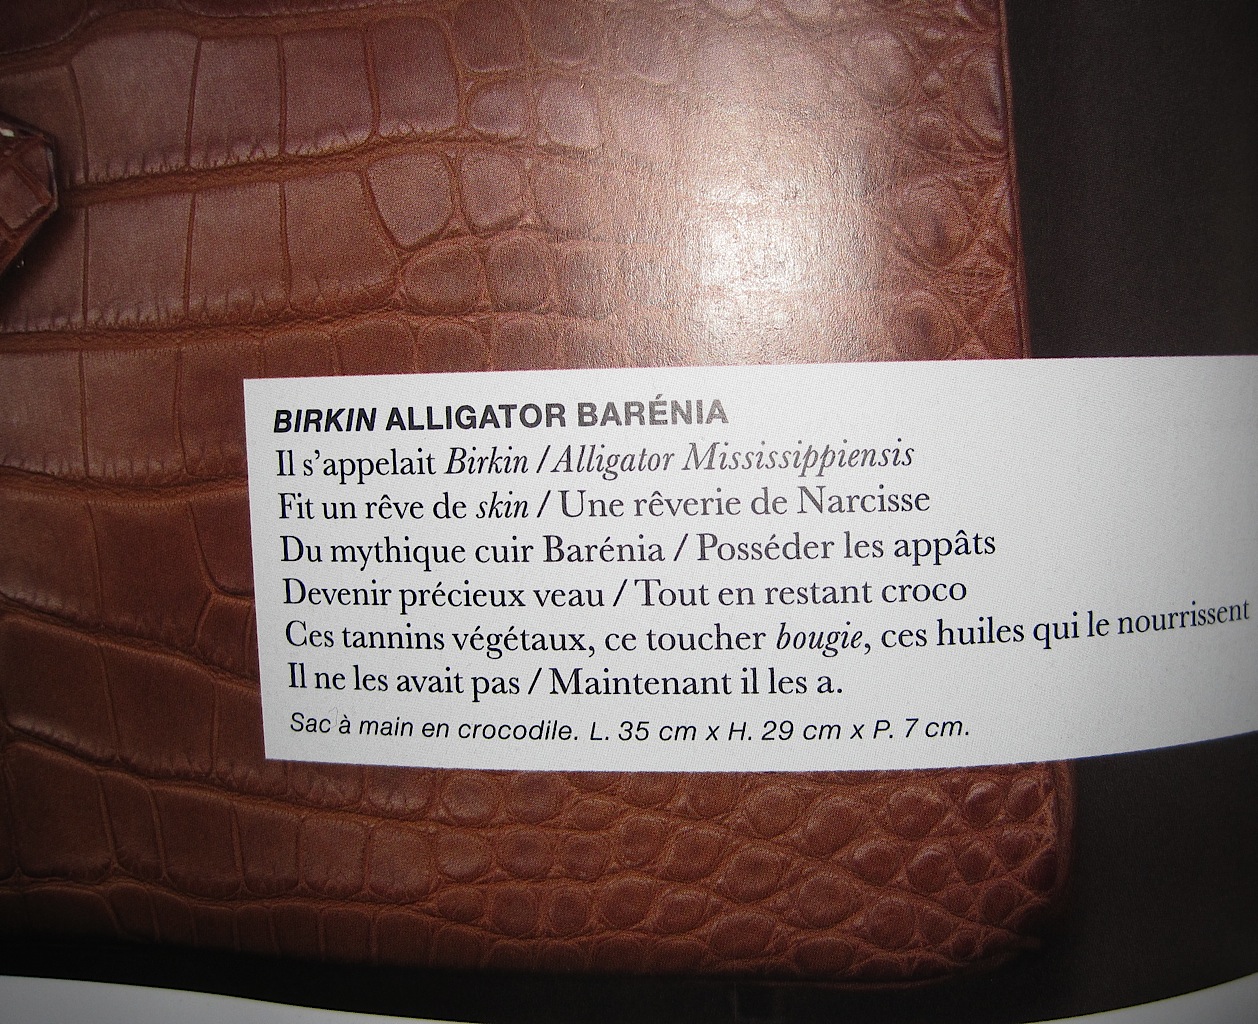 BIRKIN ALLIGATOR BARÉNIA
Il s'appelait Birkin / Alligator Mississippiensis
Fit un rêve de skin / Une rêverie de Narcisse
Du mythique cuir Barénia / Posséder les appâts
Devenir précieux veau / Tout en restant croco
Ces tannins végétaux, ce toucher bougie, ces huiles qui le nourrissent
Il ne les avait pas / Maintenant il les a.
Sac à main en crocodile. L. 35 cm x H. 29 cm x P. 7 cm.